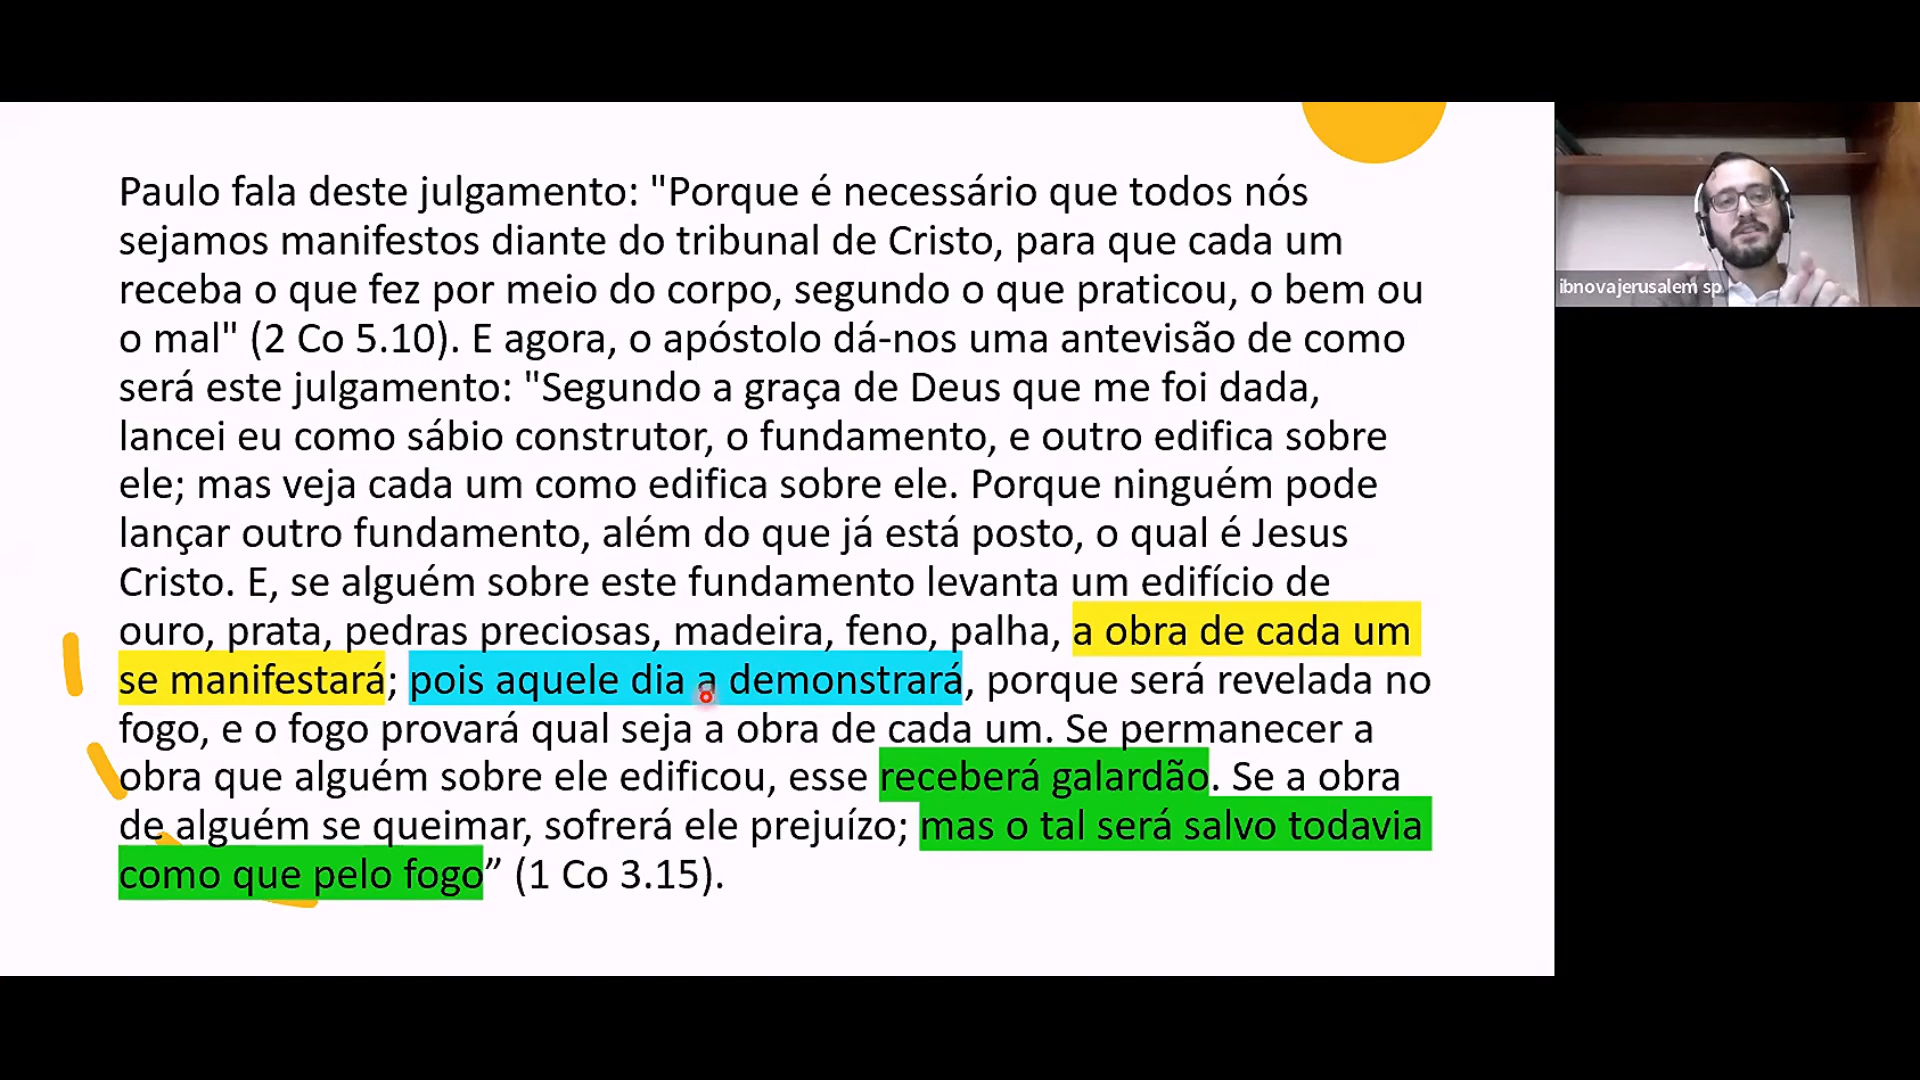 Paulo fala deste julgamento: "Porque é necessário que todos nós
sejamos manifestos diante do tribunal de Cristo, para que cada um
receba o que fez por meio do corpo, segundo o que praticou, o bem ou
o mal" (2 Co 5.10). E agora, o apóstolo dá-nos uma antevisão de como
será este julgamento: "Segundo a graça de Deus que me foi dada,
lancei eu como sábio construtor, o fundamento, e outro edifica sobre
ele; mas veja cada um como edifica sobre ele. Porque ninguém pode
lançar outro fundamento, além do que já está posto, o qual é Jesus
Cristo. E, se alguém sobre este fundamento levanta um edifício de
ouro, prata, pedras preciosas, madeira, feno, palha, a obra de cada um
se manifestará; pois aquele dia a demonstrará, porque será revelada no
fogo, e o fogo provará qual seja a obra de cada um. Se permanecer a
obra que alguém sobre ele edificou, esse receberá galardão. Se a obra
de alguém se queimar, sofrerá ele prejuízo; mas o tal será salvo todavia
como que pelo fogo” (1 Co 3.15).
ibnovajerusalem sp